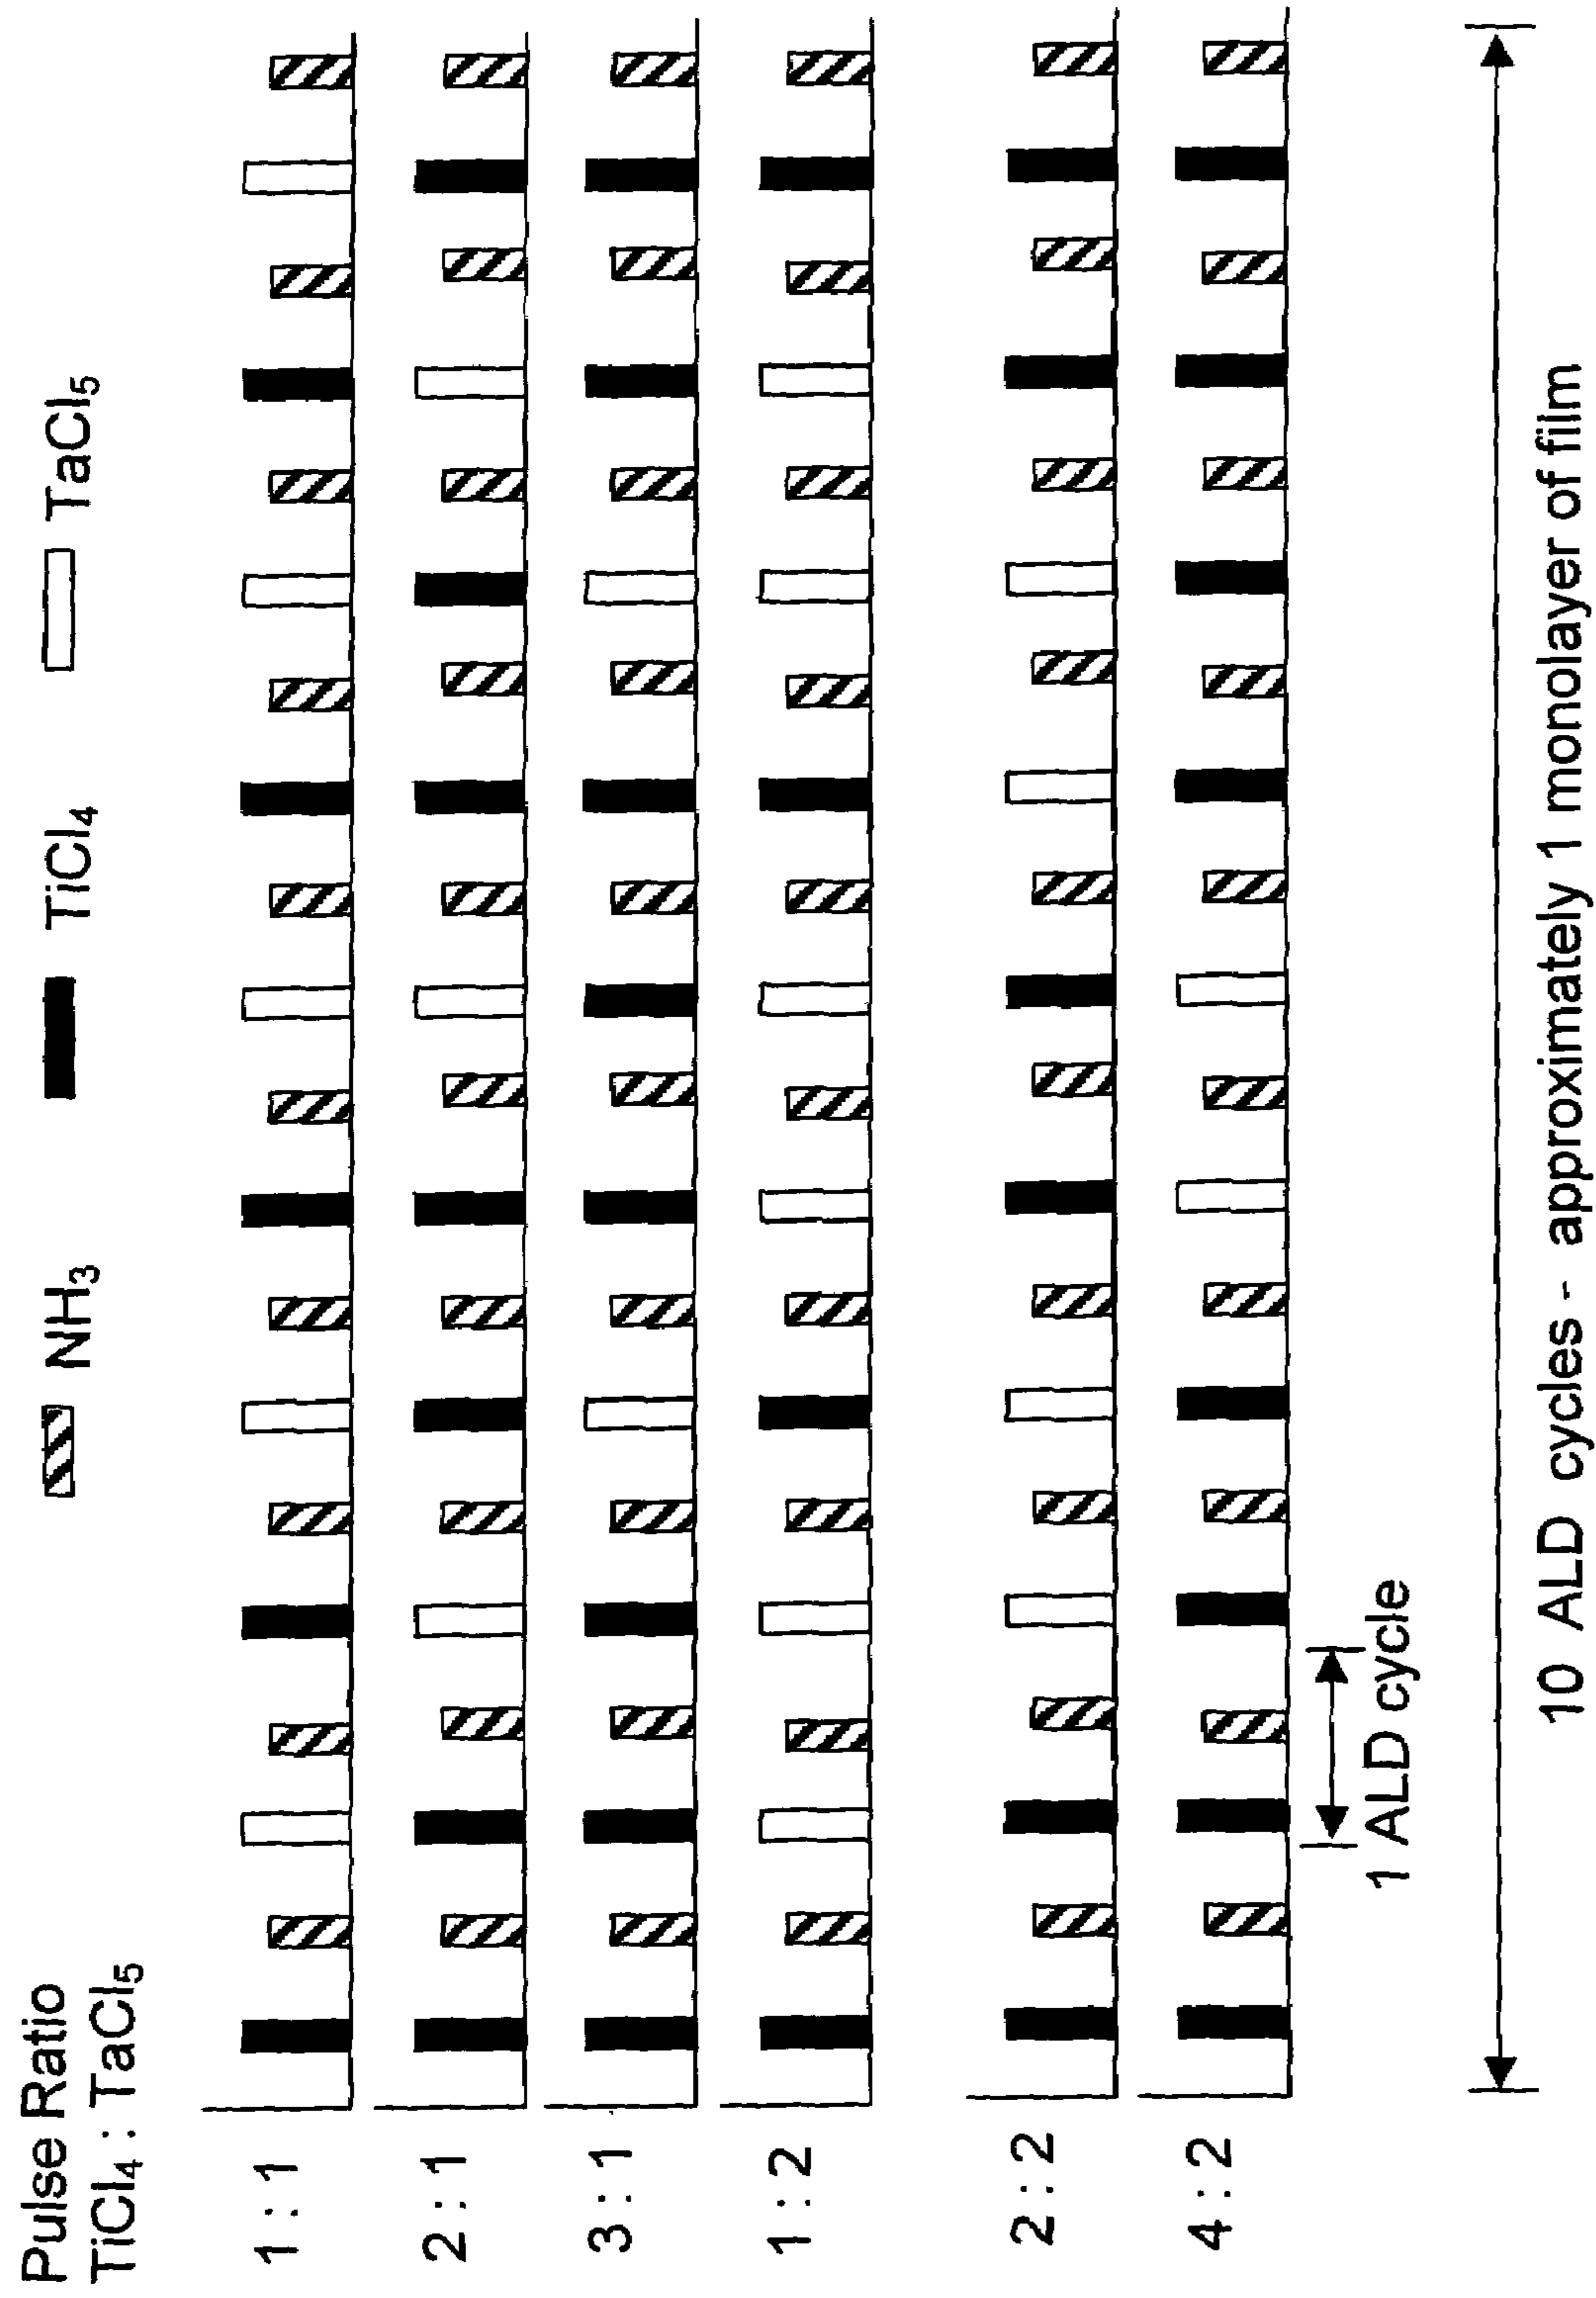 NH₃
TiCl₄
TaCl₅
Pulse Ratio
TiCl₄ : TaCl₅
1 : 1
2 : 1
3 : 1
1 : 2
2 : 2
4 : 2
1 ALD cycle
10 ALD cycles - approximately 1 monolayer of film